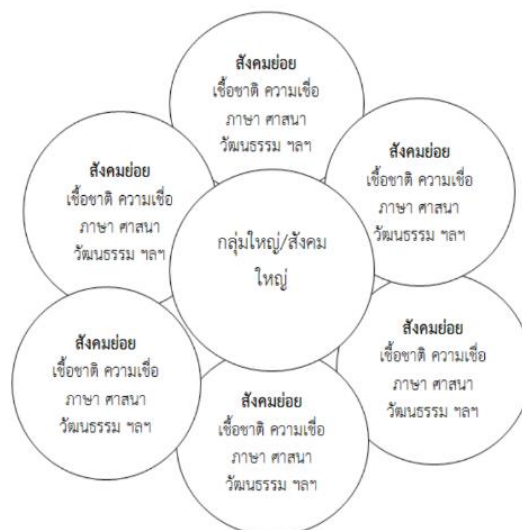 สังคมย่อย
เชื้อชาติ ความเชื่อ
ภาษา ศาสนา
วัฒนธรรม ฯลฯ
สังคมย่อย
เชื้อชาติ ความเชื่อ
ภาษา ศาสนา
วัฒนธรรม ฯลฯ
สังคมย่อย
เชื้อชาติ ความเชื่อ
ภาษา ศาสนา
วัฒนธรรม ฯลฯ
กลุ่มใหญ่/สังคม
ใหญ่
สังคมย่อย
เชื้อชาติ ความเชื่อ
ภาษา ศาสนา
วัฒนธรรม ฯลฯ
สังคมย่อย
เชื้อชาติ ความเชื่อ
ภาษา ศาสนา
วัฒนธรรม ฯลฯ
สังคมย่อย
เชื้อชาติ ความเชื่อ
ภาษา ศาสนา
วัฒนธรรม ฯลฯ